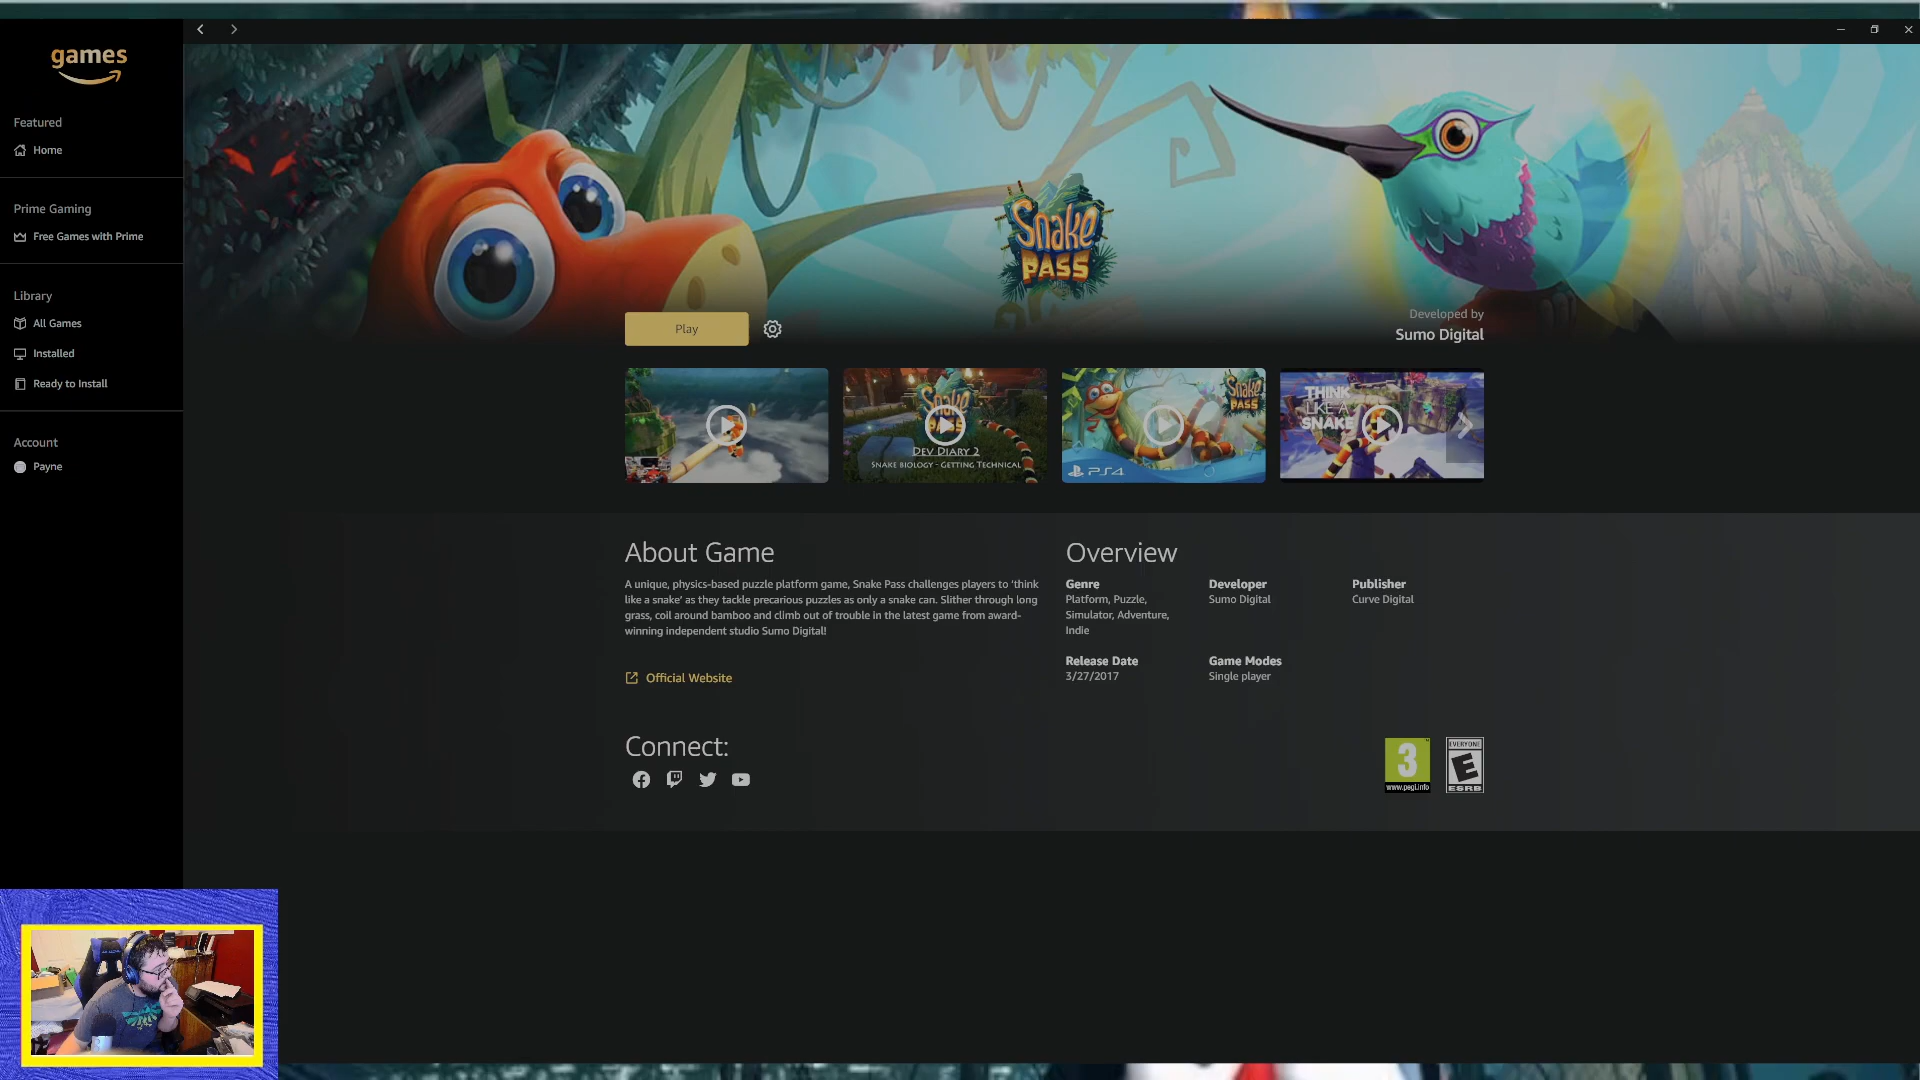 games
Featured
Home
Prime Gaming
Free Games with Prime
Library
All Games
Installed
Ready to Install
Account
Payne
Snake
PASS
Play
Developed by
Sumo Digital
Snake
PASS
DEV DIARY 2
SNAKE BIOLOGY - GETTING TECHNICAL
Snake
PASS
PS4
THINK
LIKE A
SNAKE
About Game
A unique, physics-based puzzle platform game, Snake Pass challenges players to ‘think
like a snake’ as they tackle precarious puzzles as only a snake can. Slither through long
grass, coil around bamboo and climb out of trouble in the latest game from award-
winning independent studio Sumo Digital!
Official Website
Overview
Genre
Platform, Puzzle,
Simulator, Adventure,
Indie
Developer
Sumo Digital
Publisher
Curve Digital
Release Date
3/27/2017
Game Modes
Single player
Connect:
3
www.pegi.info
EVERYONE
E
ESRB